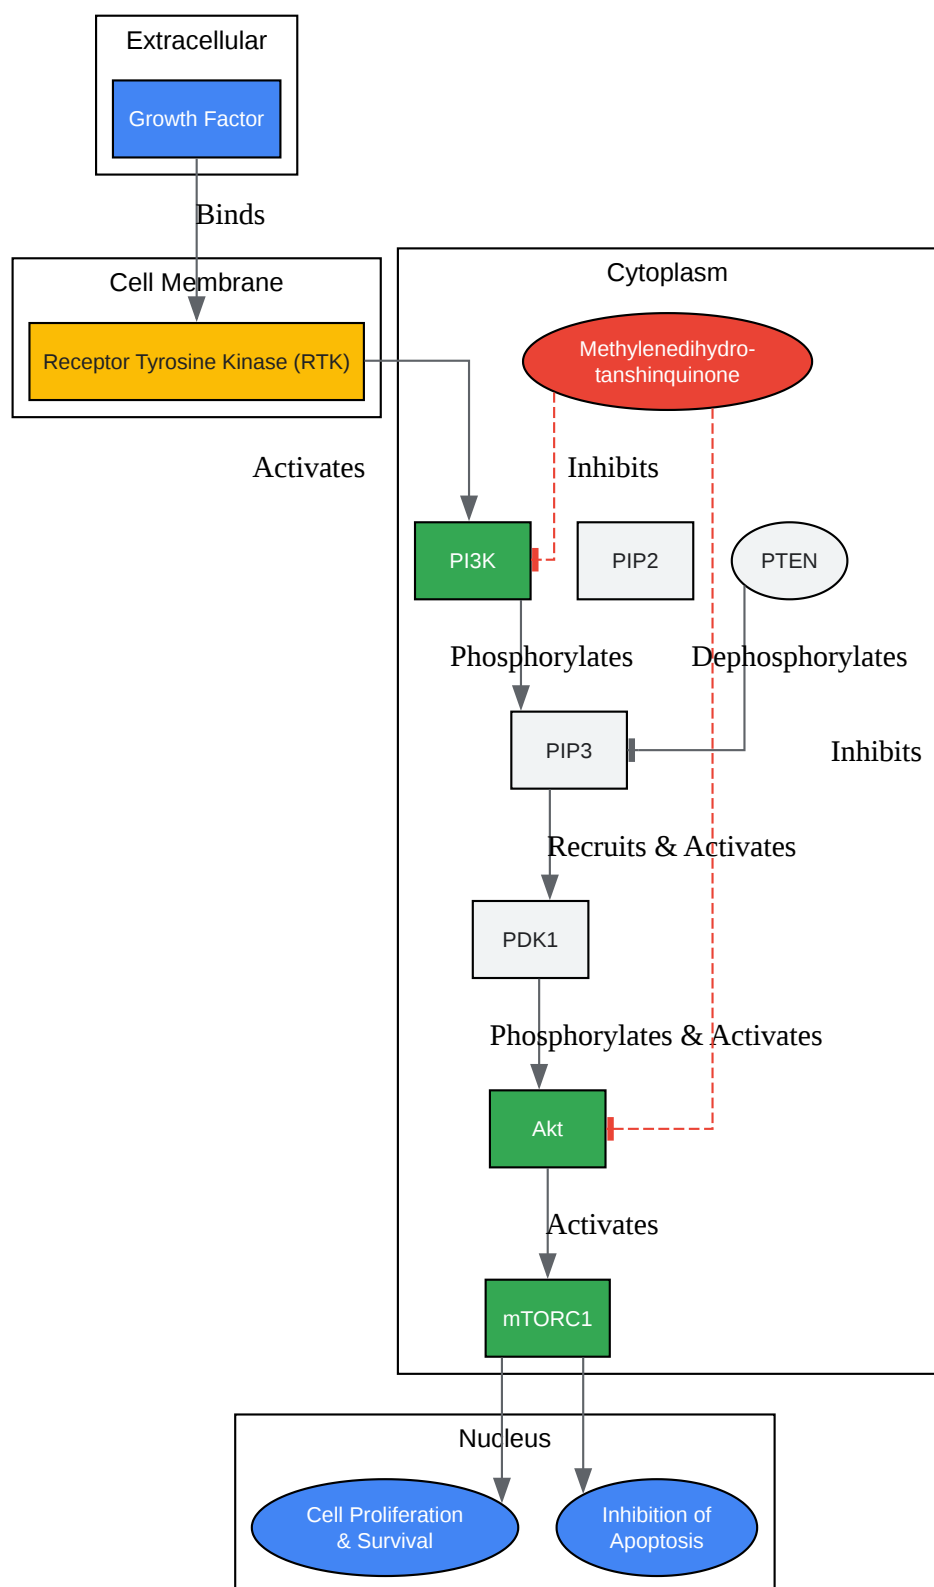 Extracellular
Growth Factor
Binds
Cell Membrane
Receptor Tyrosine Kinase (RTK)
Cytoplasm
Methylenedihydro-
tanshinquinone
Activates
Inhibits
PI3K
PIP2
PTEN
Phosphorylates
Dephosphorylates
PIP3
Inhibits
Recruits & Activates
PDK1
Phosphorylates & Activates
Akt
Activates
mTORC1
Nucleus
Cell Proliferation
& Survival
Inhibition of
Apoptosis